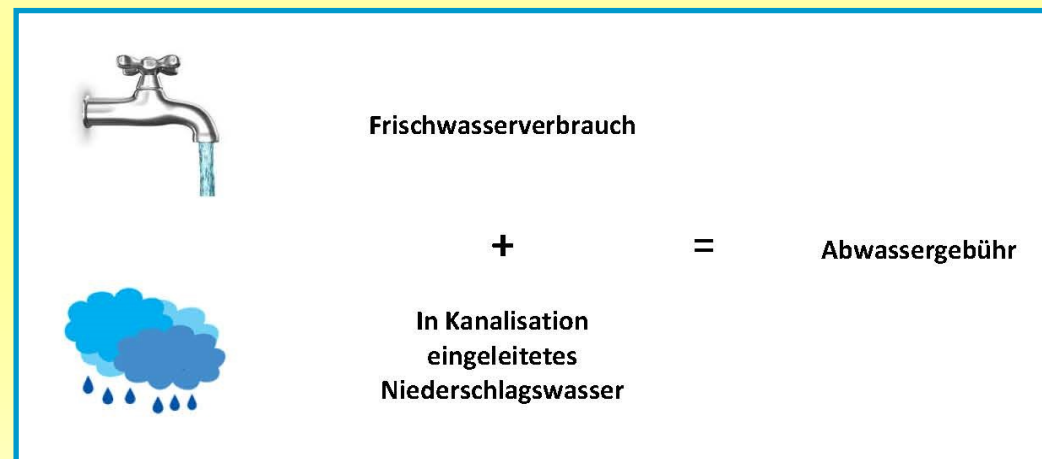 Frischwasserverbrauch
+ = Abwassergebühr
In Kanalisation
eingeleitetes
Niederschlagswasser